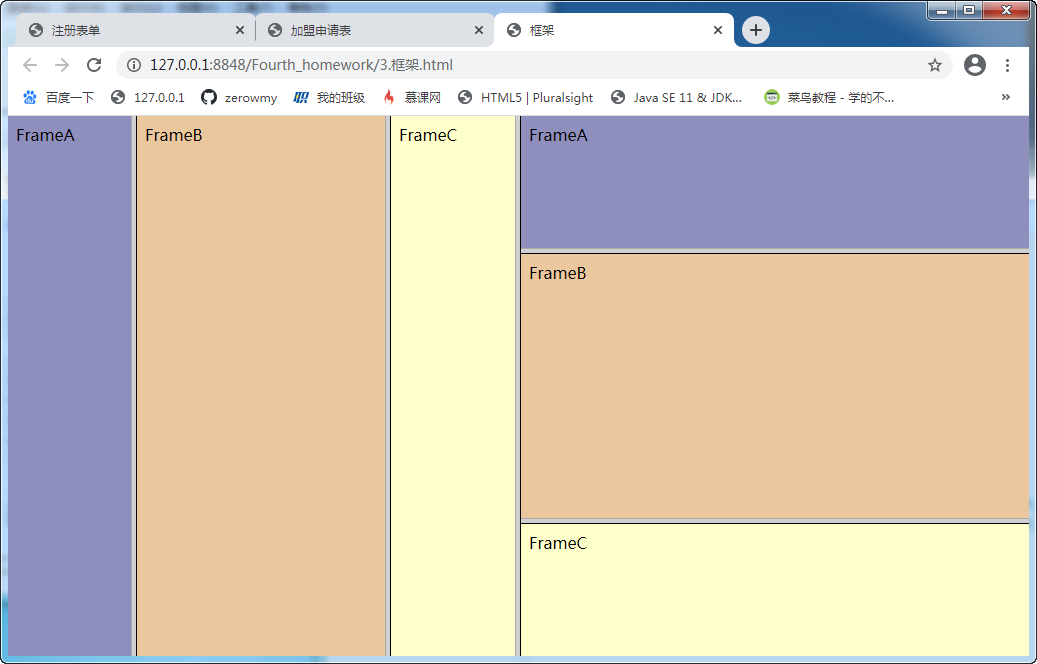 注册表单
加盟申请表
框架
127.0.0.1:8848/Fourth_homework/3.框架.html
百度一下
127.0.0.1
zerowmy
我的班级
慕课网
HTML5 | Pluralsight
Java SE 11 & JDK...
菜鸟教程 - 学的不...
»
FrameA
FrameB
FrameC
FrameA
FrameB
FrameC